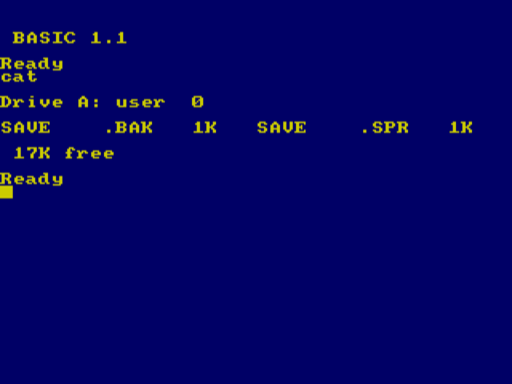 BASIC 1.1
Ready
cat
Drive A: user  0
SAVE    .BAK   1K    SAVE    .SPR   1K
17K free
Ready